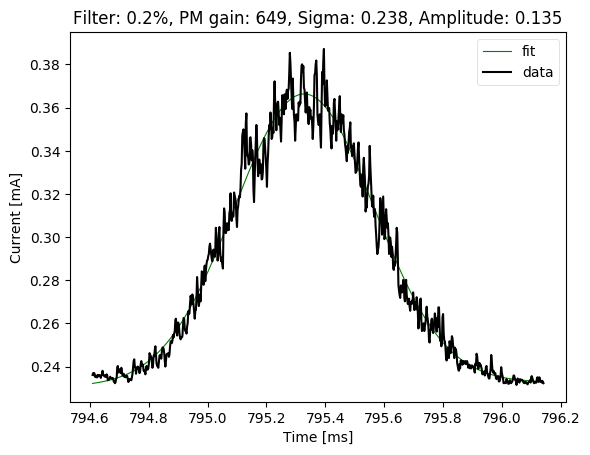 Filter: 0.2%, PM gain: 649, Sigma: 0.238, Amplitude: 0.135
fit
data
0.38
0.36
0.34
0.32
0.30
0.28
0.26
0.24
Current [mA]
794.6 794.8 795.0 795.2 795.4 795.6 795.8 796.0 796.2
Time [ms]